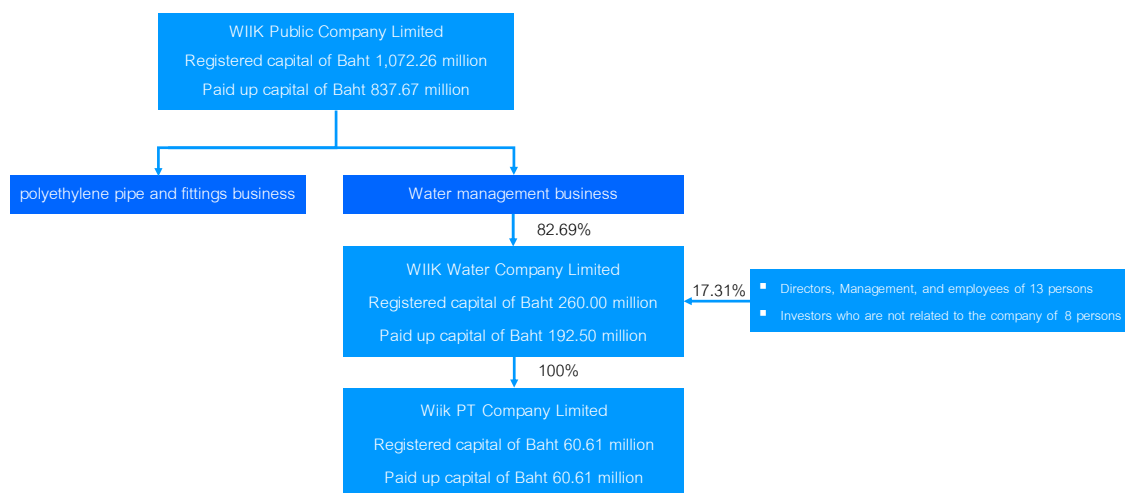 WIIK Public Company Limited
Registered capital of Baht 1,072.26 million
Paid up capital of Baht 837.67 million
polyethylene pipe and fittings business
Water management business
82.69%
WIIK Water Company Limited
Registered capital of Baht 260.00 million
Paid up capital of Baht 192.50 million
17.31%
▪ Directors, Management, and employees of 13 persons
▪ Investors who are not related to the company of 8 persons
100%
Wiik PT Company Limited
Registered capital of Baht 60.61 million
Paid up capital of Baht 60.61 million